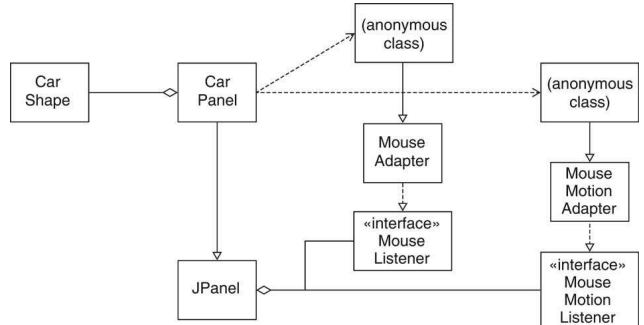 (anonymous
class)
Car
Shape
Car
Panel
(anonymous
class)
Mouse
Adapter
Mouse
Motion
Adapter
«interface»
Mouse
Listener
JPanel
«interface»
Mouse
Motion
Listener